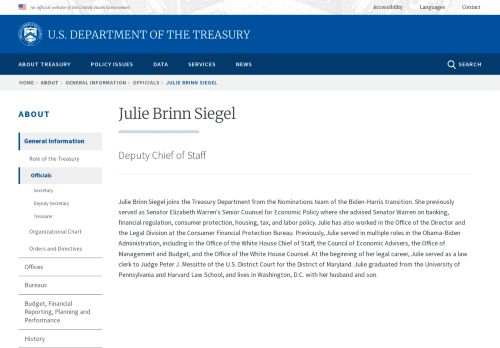 An official website of the United States Government
Accessibility
Languages
Contact
U.S. DEPARTMENT OF THE TREASURY
ABOUT TREASURY
POLICY ISSUES
DATA
SERVICES
NEWS
SEARCH
HOME › ABOUT › GENERAL INFORMATION › OFFICIALS › JULIE BRINN SIEGEL
ABOUT
General Information
Role of the Treasury
Officials
Secretary
Deputy Secretary
Treasurer
Organizational Chart
Orders and Directives
Offices
Bureaus
Budget, Financial
Reporting, Planning and
Performance
History
Julie Brinn Siegel
Deputy Chief of Staff
Julie Brinn Siegel joins the Treasury Department from the Nominations team of the Biden-Harris transition. She previously
served as Senator Elizabeth Warren's Senior Counsel for Economic Policy where she advised Senator Warren on banking,
financial regulation, consumer protection, housing, tax, and labor policy. Julie has also worked in the Office of the Director and
the Legal Division at the Consumer Financial Protection Bureau. Previously, Julie served in multiple roles in the Obama-Biden
Administration, including in the Office of the White House Chief of Staff, the Council of Economic Advisers, the Office of
Management and Budget, and the Office of the White House Counsel. At the beginning of her legal career, Julie served as a law
clerk to Judge Peter J. Messitte of the U.S. District Court for the District of Maryland. Julie graduated from the University of
Pennsylvania and Harvard Law School, and lives in Washington, D.C. with her husband and son.